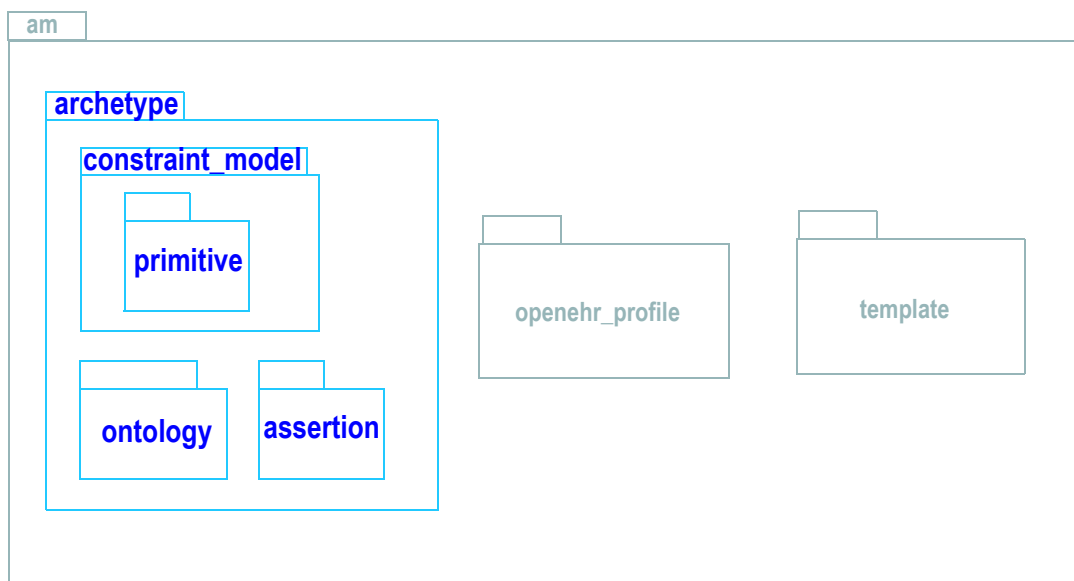 am
archetype
constraint_model
primitive
openehr_profile
template
ontology
assertion